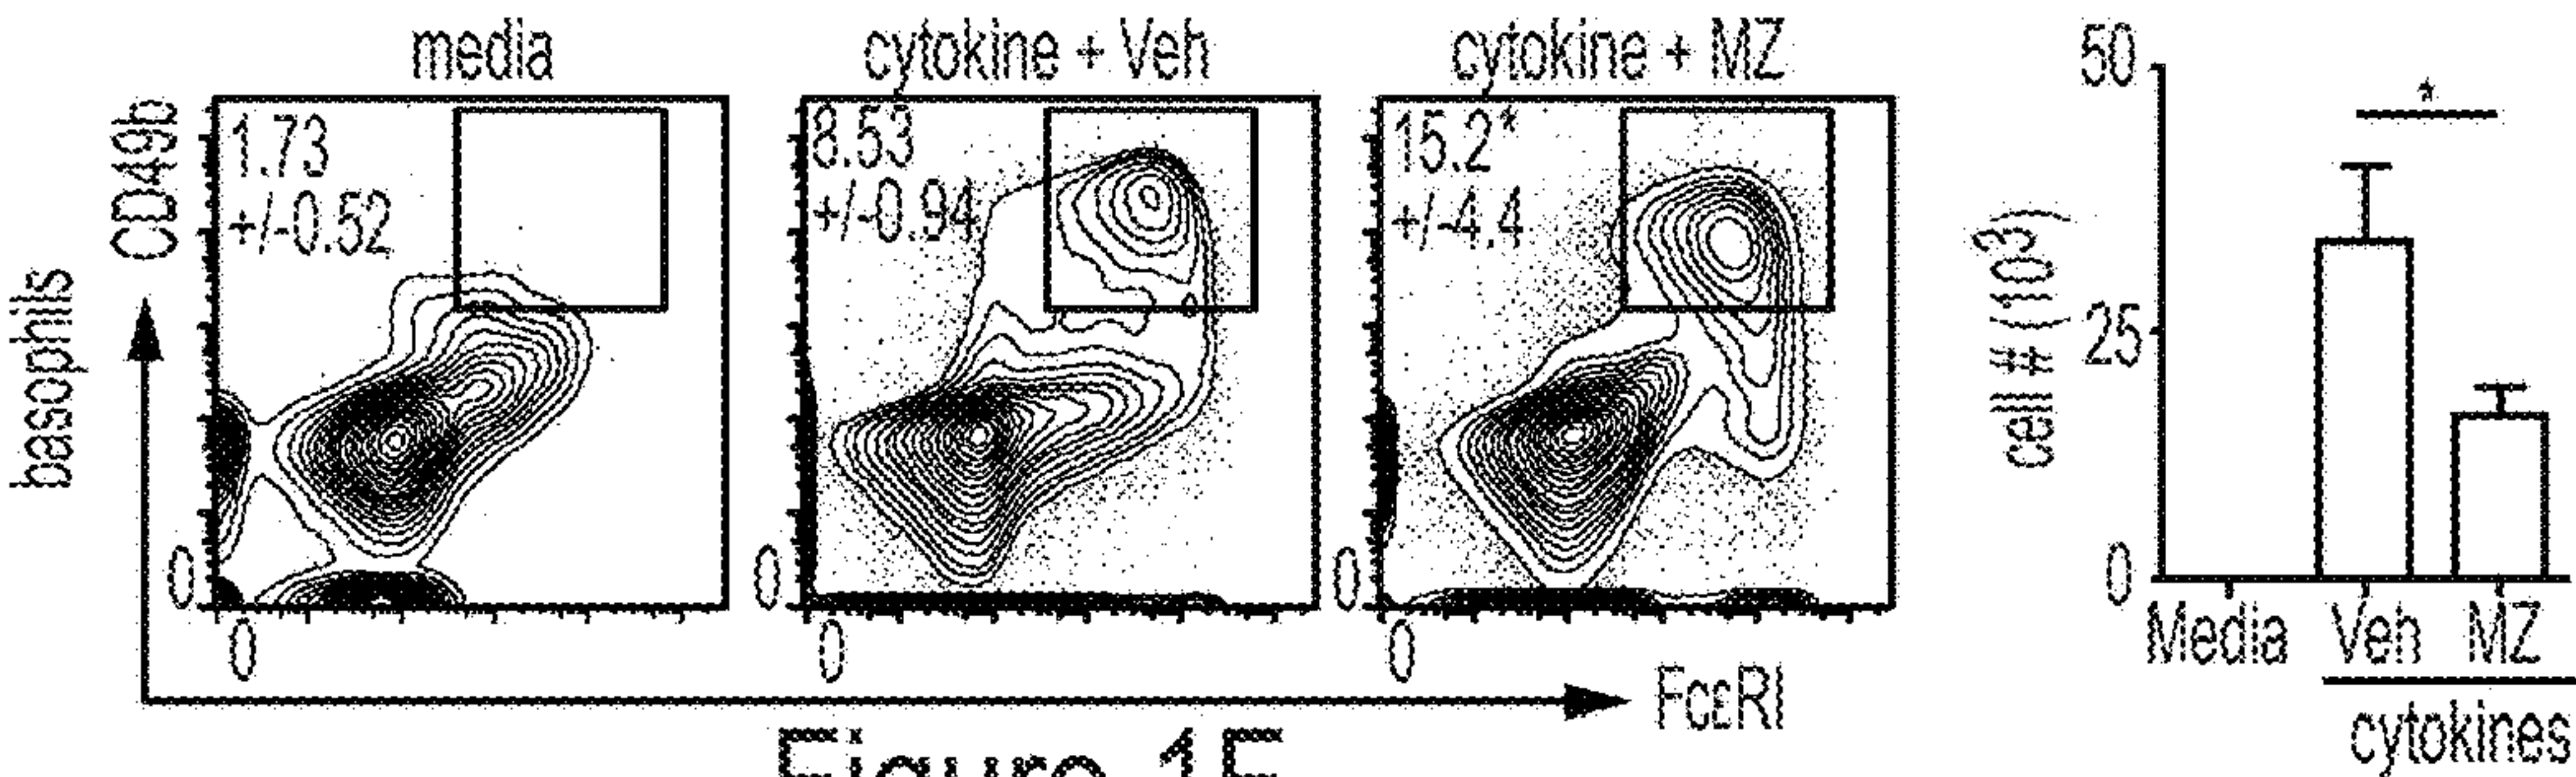 media
cytokine + Veh
cytokine + MZ
basophils
CD49b
1.73
+/-0.52
8.53
+/-0.94
15.2*
+/-4.4
0
0
0
0
0
0
FcεRI
50
25
0
cell # (10³)
*
Media
Veh
MZ
cytokines
Figure 1F